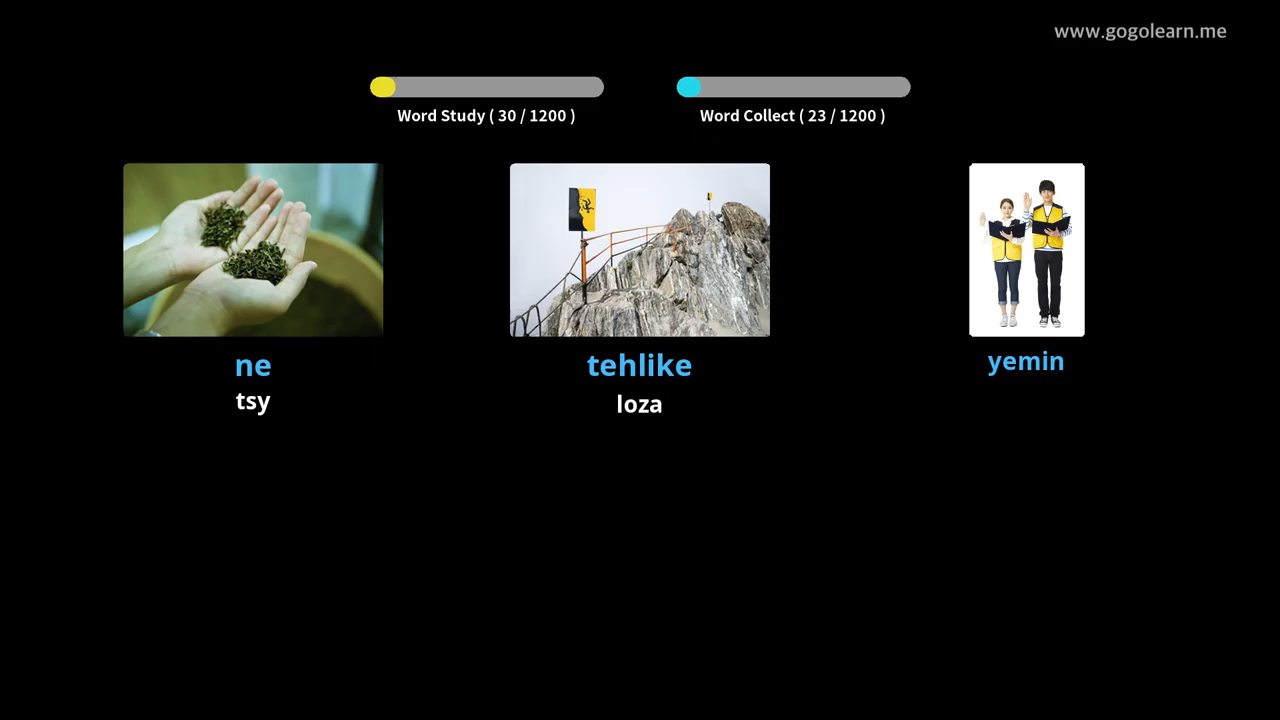 www.gogolearn.me
Word Study ( 30 / 1200 )
Word Collect ( 23 / 1200 )
ne
tehlike
yemin
tsy
loza